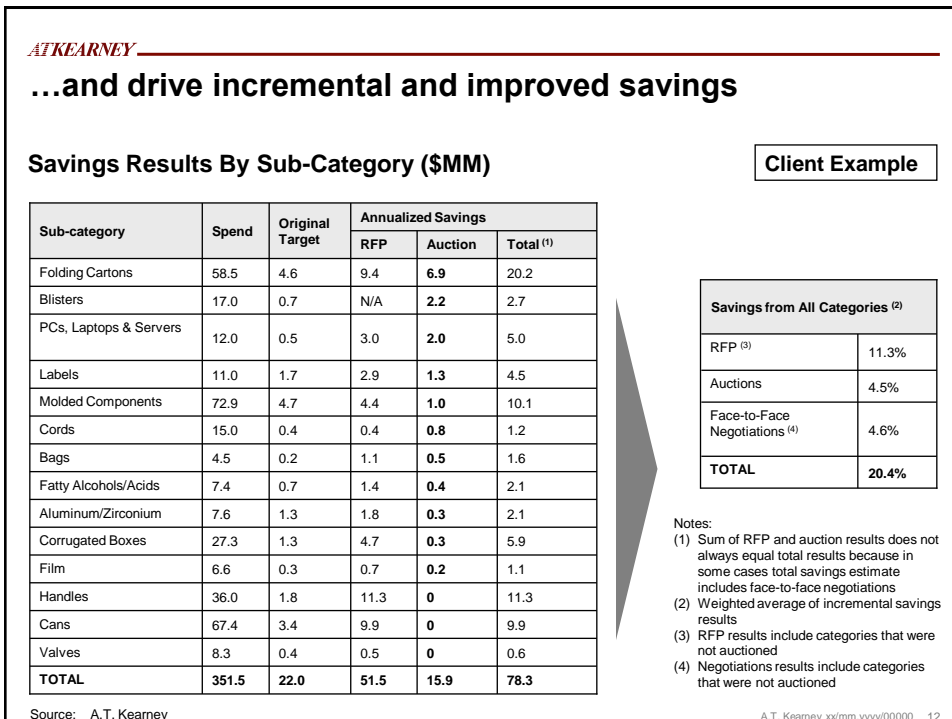 ATKEARNEY
…and drive incremental and improved savings
Savings Results By Sub-Category ($MM)
Client Example
Sub-category Spend Original Target Annualized Savings
RFP Auction Total (1)
Folding Cartons 58.5 4.6 9.4 6.9 20.2
Blisters 17.0 0.7 N/A 2.2 2.7
PCs, Laptops & Servers 12.0 0.5 3.0 2.0 5.0
Labels 11.0 1.7 2.9 1.3 4.5
Molded Components 72.9 4.7 4.4 1.0 10.1
Cords 15.0 0.4 0.4 0.8 1.2
Bags 4.5 0.2 1.1 0.5 1.6
Fatty Alcohols/Acids 7.4 0.7 1.4 0.4 2.1
Aluminum/Zirconium 7.6 1.3 1.8 0.3 2.1
Corrugated Boxes 27.3 1.3 4.7 0.3 5.9
Film 6.6 0.3 0.7 0.2 1.1
Handles 36.0 1.8 11.3 0 11.3
Cans 67.4 3.4 9.9 0 9.9
Valves 8.3 0.4 0.5 0 0.6
TOTAL 351.5 22.0 51.5 15.9 78.3
Savings from All Categories (2)
RFP (3) 11.3%
Auctions 4.5%
Face-to-Face
Negotiations (4) 4.6%
TOTAL 20.4%
Notes:
(1) Sum of RFP and auction results does not
always equal total results because in
some cases total savings estimate
includes face-to-face negotiations
(2) Weighted average of incremental savings
results
(3) RFP results include categories that were
not auctioned
(4) Negotiations results include categories
that were not auctioned
Source: A.T. Kearney
A.T. Kearney xx/mm.yyyy/00000 12